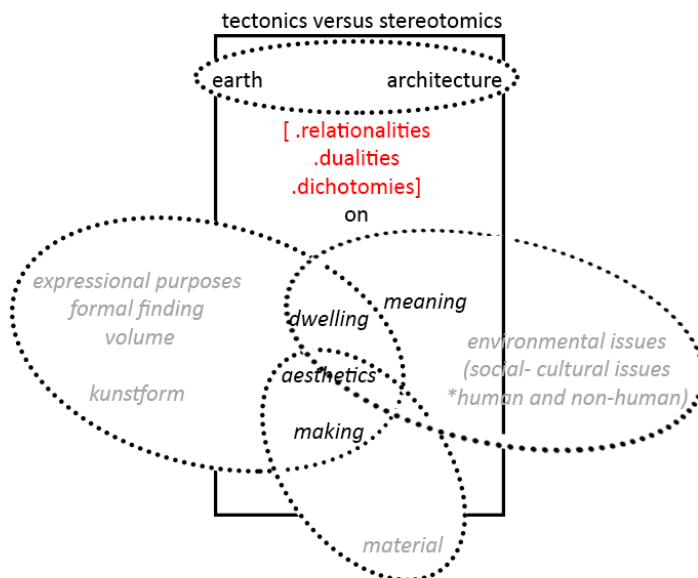 tectonics versus stereotomics
earth architecture
[ .relationalities
.dualities
.dichotomies]
on
expressional purposes
formal finding
volume
kunstform
meaning
dwelling
environmental issues
(social- cultural issues
*human and non-human)
aesthetics
making
material